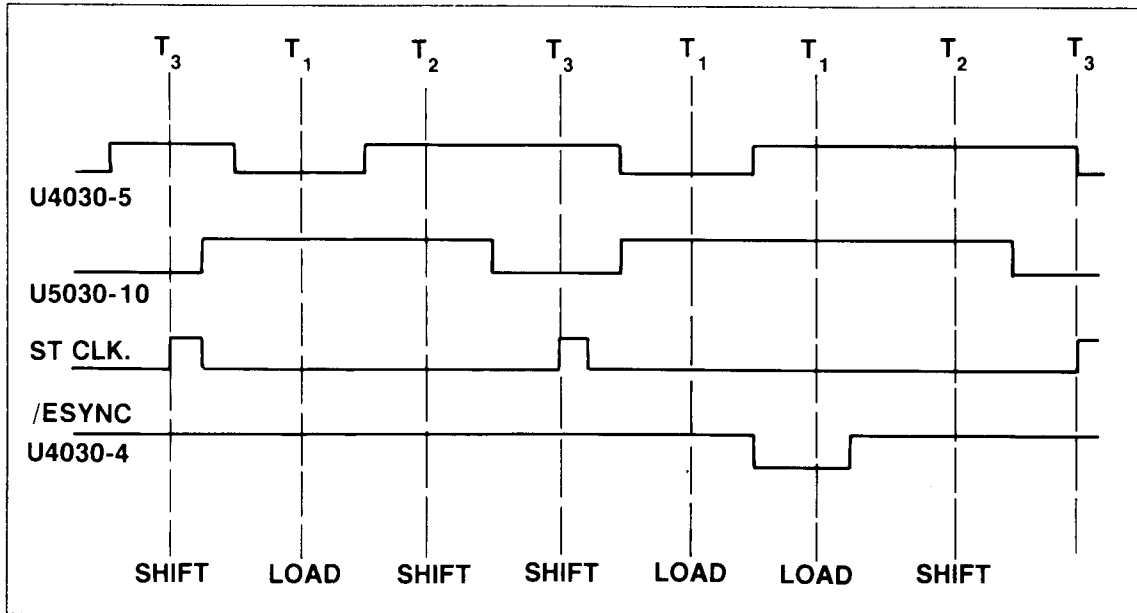 T3 T1 T2 T3 T1 T1 T2 T3
U4030-5
U5030-10
ST CLK.
/ESYNC
U4030-4
SHIFT LOAD SHIFT SHIFT LOAD LOAD SHIFT